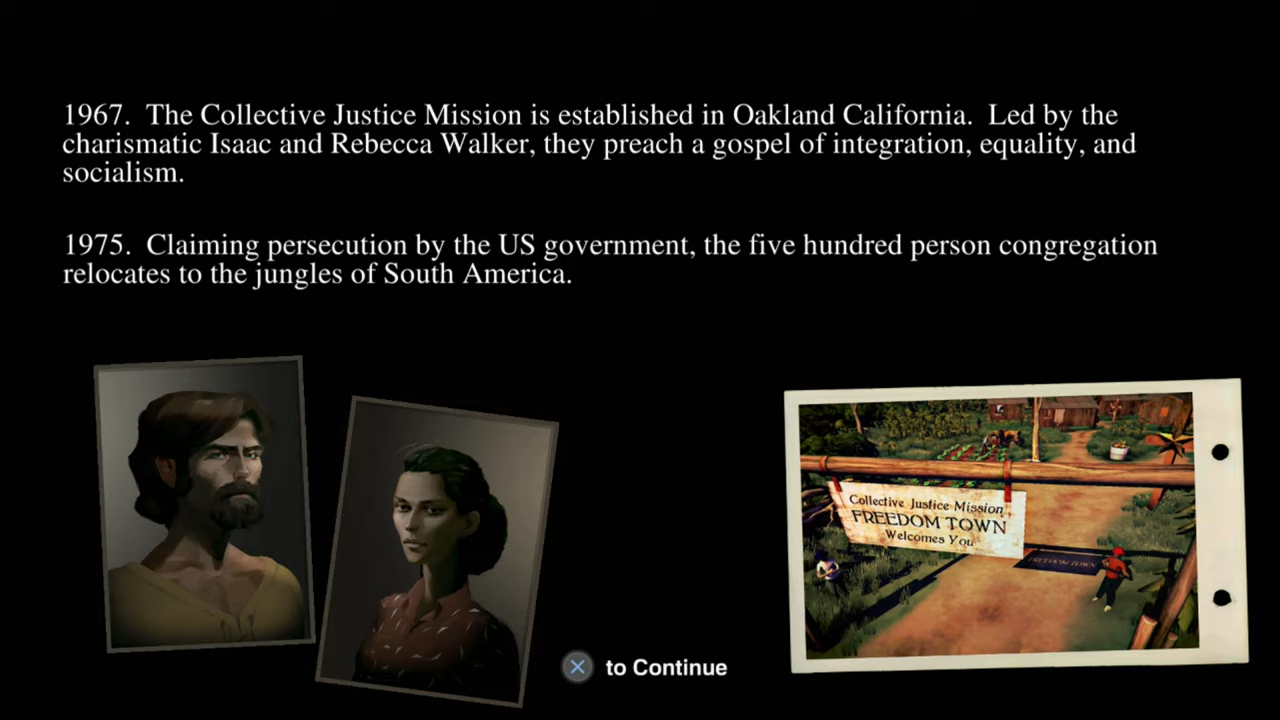 1967.  The Collective Justice Mission is established in Oakland California.  Led by the
charismatic Isaac and Rebecca Walker, they preach a gospel of integration, equality, and
socialism.
1975.  Claiming persecution by the US government, the five hundred person congregation
relocates to the jungles of South America.
Collective Justice Mission
FREEDOM TOWN
Welcomes You
FREEDOM TOWN
to Continue